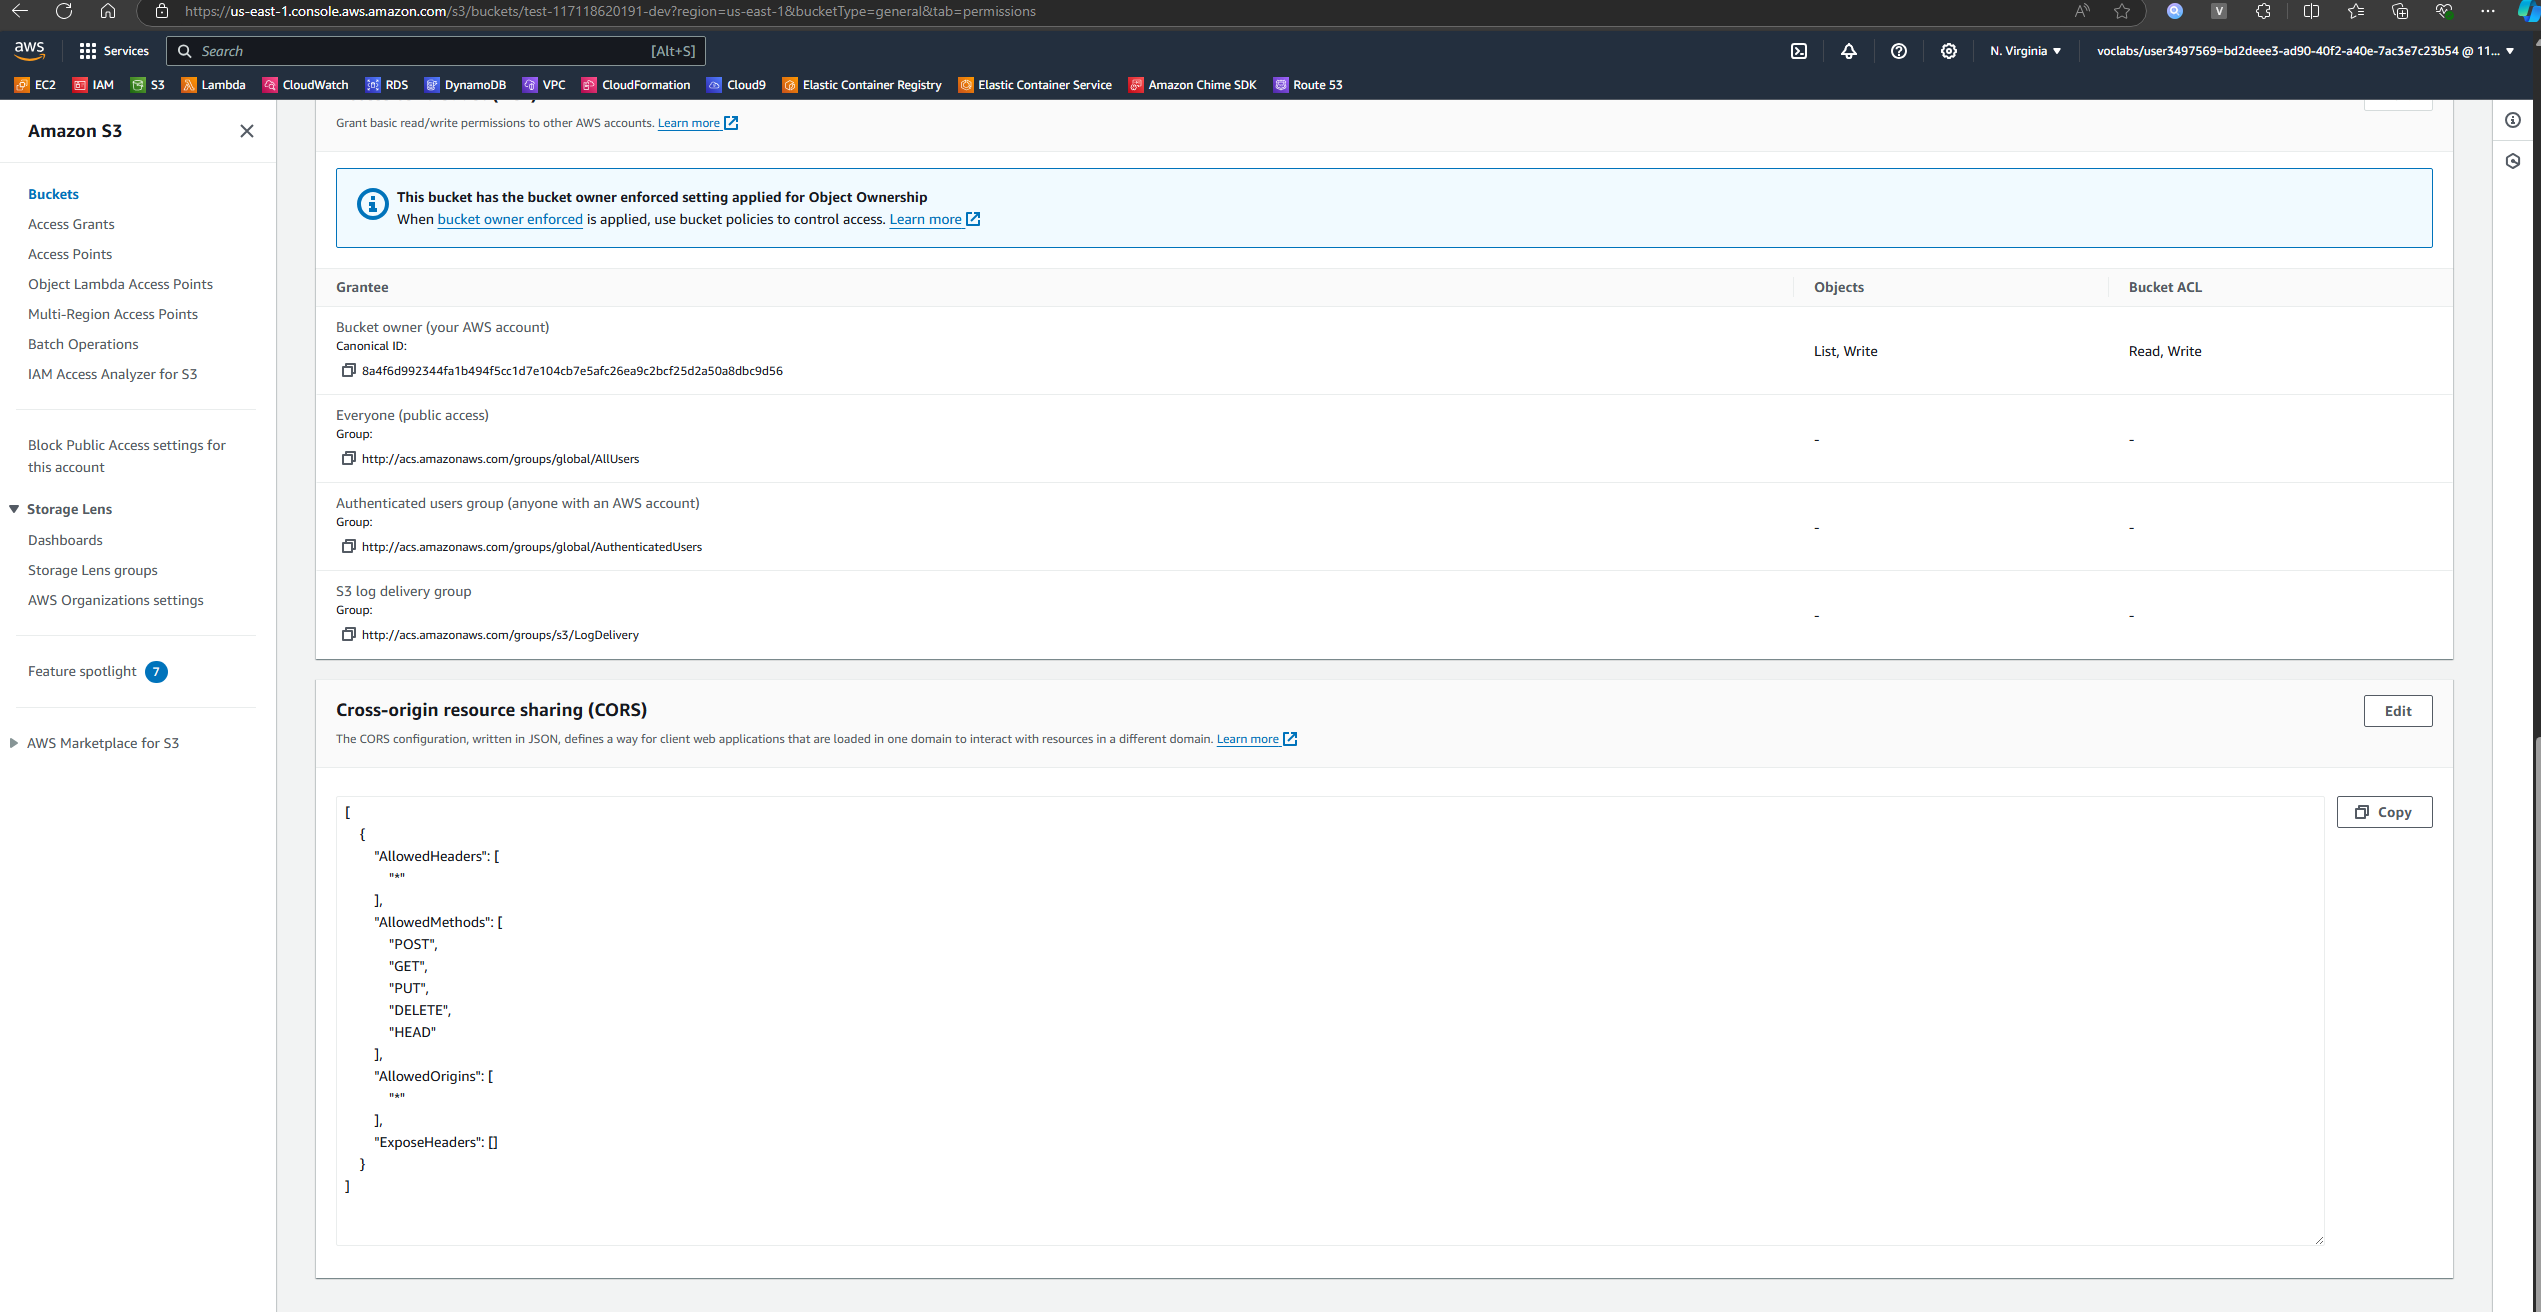 https://us-east-1.console.aws.amazon.com/s3/buckets/test-117118620191-dev?region=us-east-1&bucketType=general&tab=permissions
aws Services Search [Alt+S] N. Virginia ▼ voclabs/user3497569=bd2deee3-ad90-40f2-a40e-7ac3e7c23b54 @ 11... ▼
EC2 IAM S3 Lambda CloudWatch RDS DynamoDB VPC CloudFormation Cloud9 Elastic Container Registry Elastic Container Service Amazon Chime SDK Route 53
Amazon S3
Buckets
Access Grants
Access Points
Object Lambda Access Points
Multi-Region Access Points
Batch Operations
IAM Access Analyzer for S3
Block Public Access settings for
this account
Storage Lens
Dashboards
Storage Lens groups
AWS Organizations settings
Feature spotlight 7
AWS Marketplace for S3
Grant basic read/write permissions to other AWS accounts. Learn more
This bucket has the bucket owner enforced setting applied for Object Ownership
When bucket owner enforced is applied, use bucket policies to control access. Learn more
Grantee Objects Bucket ACL
Bucket owner (your AWS account)
Canonical ID:
8a4f6d992344fa1b494f5cc1d7e104cb7e5afc26ea9c2bcf25d2a50a8dbc9d56
List, Write Read, Write
Everyone (public access)
Group:
http://acs.amazonaws.com/groups/global/AllUsers
- -
Authenticated users group (anyone with an AWS account)
Group:
http://acs.amazonaws.com/groups/global/AuthenticatedUsers
- -
S3 log delivery group
Group:
http://acs.amazonaws.com/groups/s3/LogDelivery
- -
Cross-origin resource sharing (CORS)
Edit
The CORS configuration, written in JSON, defines a way for client web applications that are loaded in one domain to interact with resources in a different domain. Learn more
Copy
[
{
"AllowedHeaders": [
"*"
],
"AllowedMethods": [
"POST",
"GET",
"PUT",
"DELETE",
"HEAD"
],
"AllowedOrigins": [
"*"
],
"ExposeHeaders": []
}
]